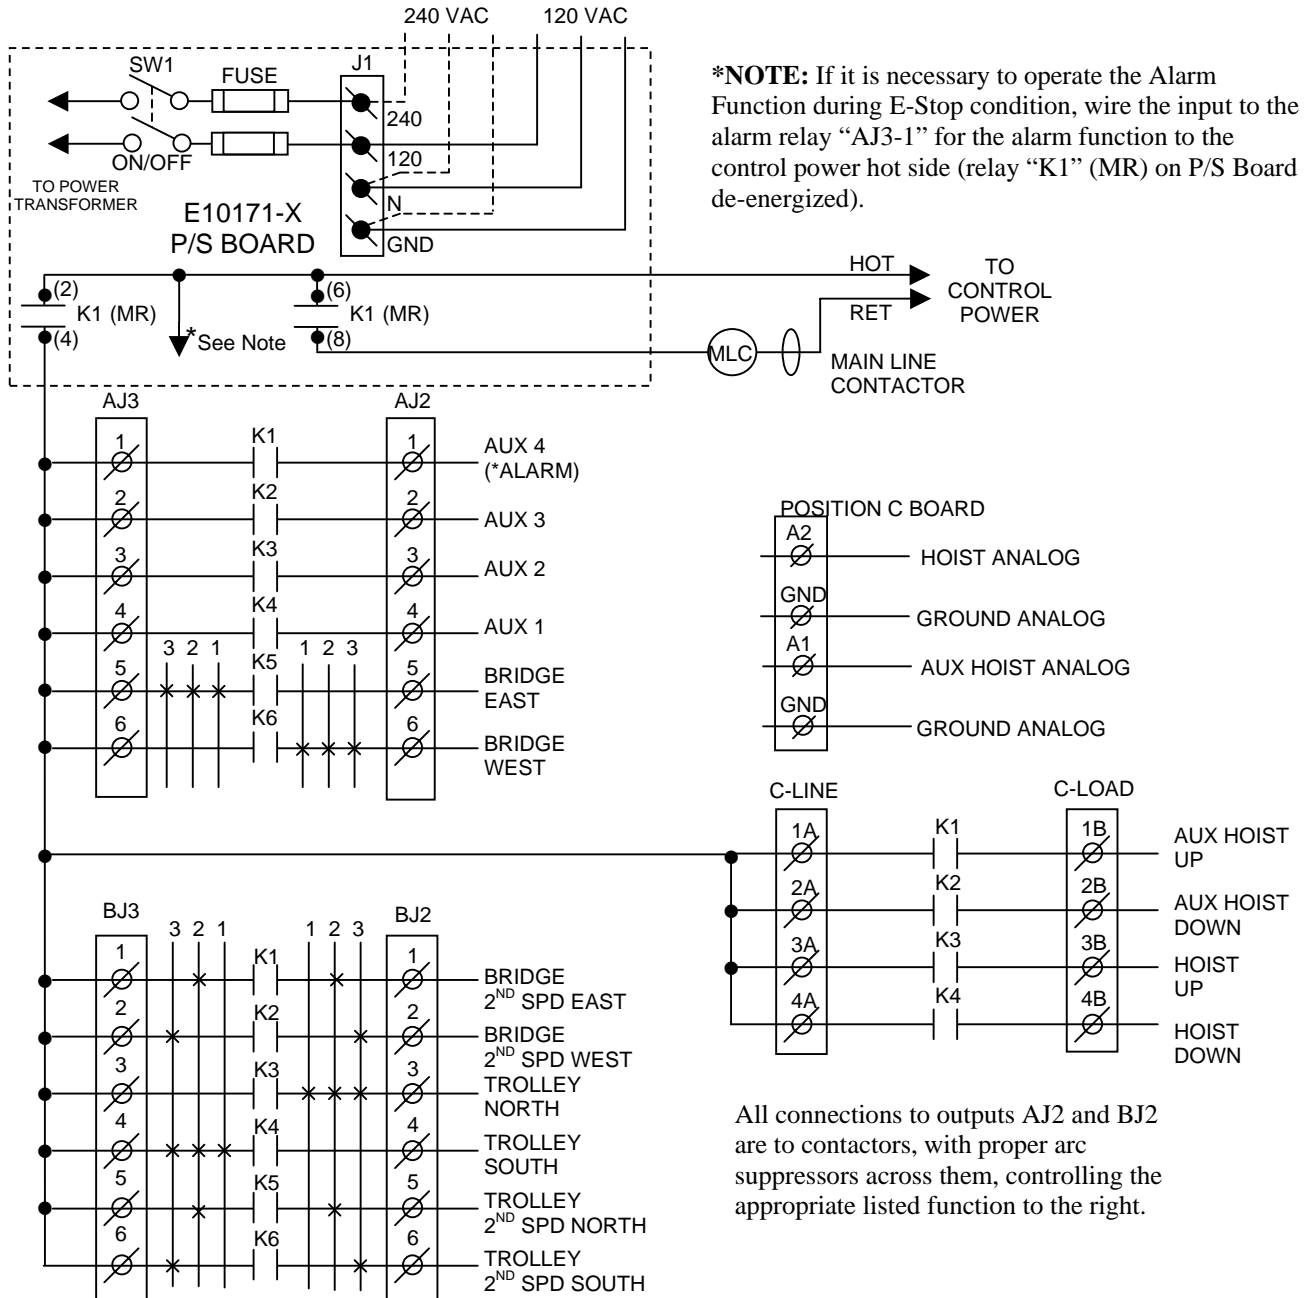 240 VAC
120 VAC
SW1
FUSE
J1
240
120
N
GND
ON/OFF
TO POWER
TRANSFORMER
E10171-X
P/S BOARD
*NOTE: If it is necessary to operate the Alarm
Function during E-Stop condition, wire the input to the
alarm relay “AJ3-1” for the alarm function to the
control power hot side (relay “K1” (MR) on P/S Board
de-energized).
(2)
K1 (MR)
(4)
*See Note
(6)
K1 (MR)
(8)
HOT
RET
TO
CONTROL
POWER
MLC
MAIN LINE
CONTACTOR
AJ3
AJ2
1 K1 1 AUX 4
(*ALARM)
2 K2 2 AUX 3
3 K3 3 AUX 2
4 K4 4 AUX 1
3 2 1 1 2 3
5 K5 5 BRIDGE
EAST
6 K6 6 BRIDGE
WEST
POSITION C BOARD
A2 HOIST ANALOG
GND GROUND ANALOG
A1 AUX HOIST ANALOG
GND GROUND ANALOG
C-LINE
C-LOAD
1A K1 1B AUX HOIST
UP
2A K2 2B AUX HOIST
DOWN
3A K3 3B HOIST
UP
4A K4 4B HOIST
DOWN
BJ3
BJ2
3 2 1 1 2 3
1 K1 1 BRIDGE
2ND SPD EAST
2 K2 2 BRIDGE
2ND SPD WEST
3 K3 3 TROLLEY
NORTH
4 K4 4 TROLLEY
SOUTH
5 K5 5 TROLLEY
2ND SPD NORTH
6 K6 6 TROLLEY
2ND SPD SOUTH
All connections to outputs AJ2 and BJ2
are to contactors, with proper arc
suppressors across them, controlling the
appropriate listed function to the right.